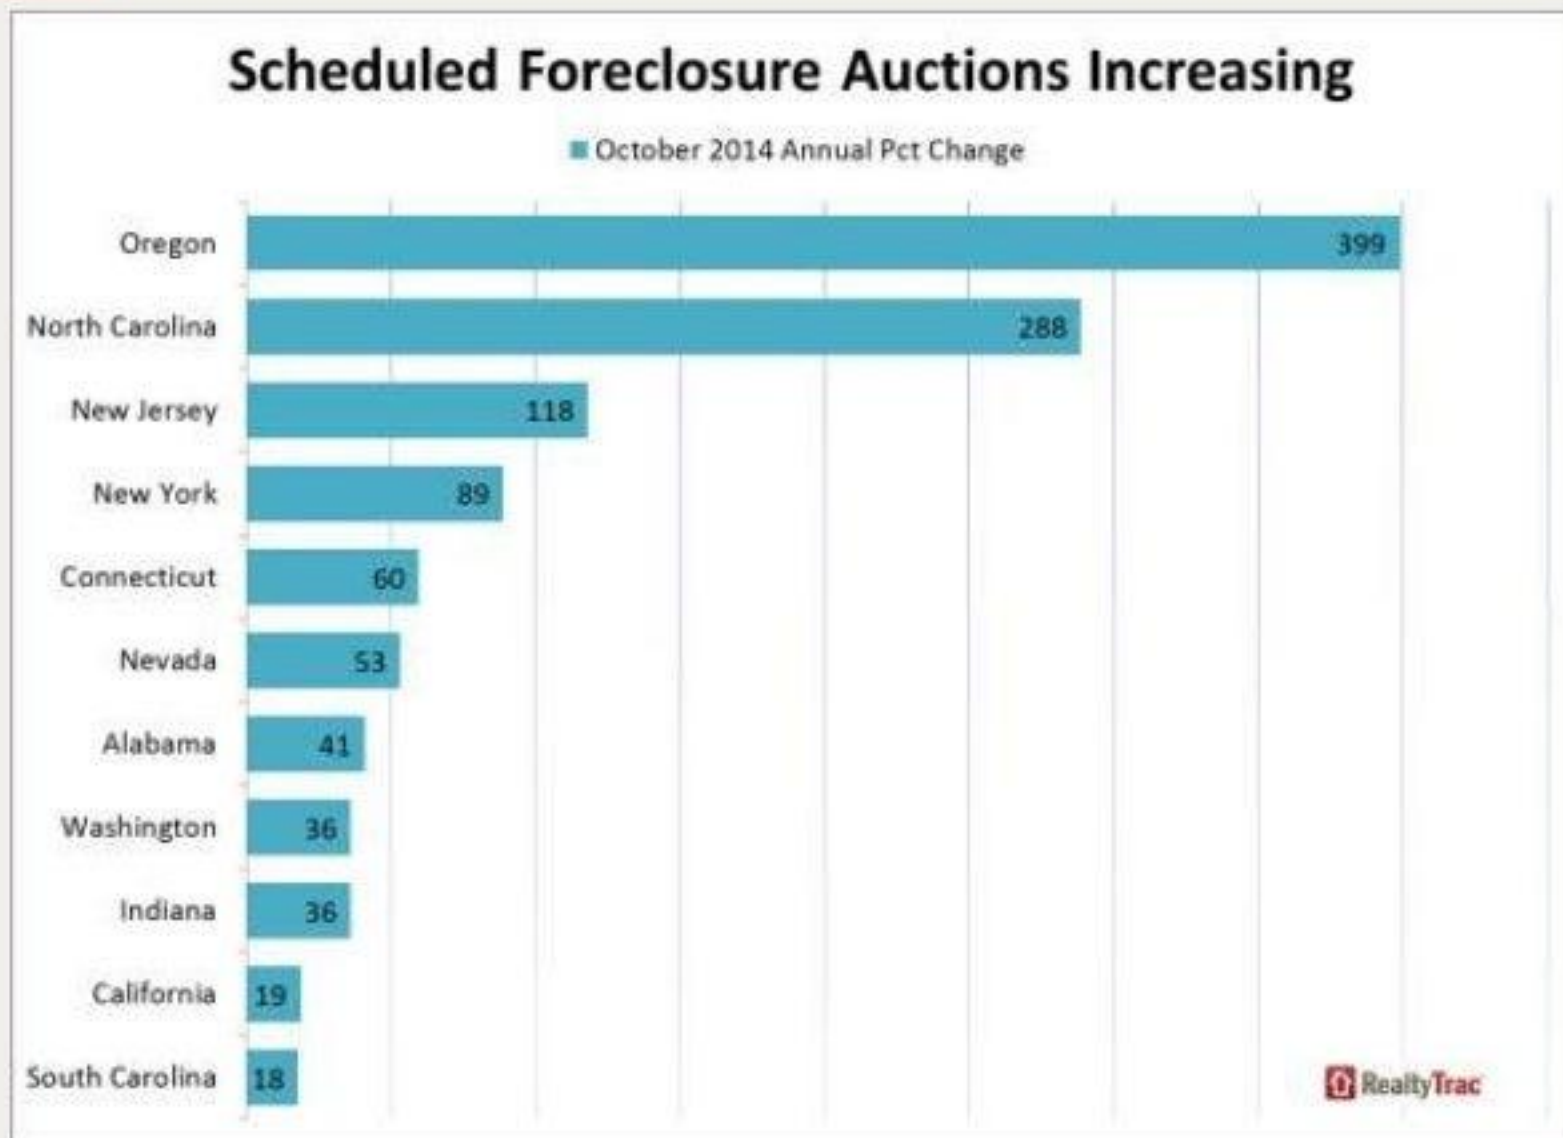 Scheduled Foreclosure Auctions Increasing
October 2014 Annual Pct Change
Oregon 399
North Carolina 288
New Jersey 118
New York 89
Connecticut 60
Nevada 53
Alabama 41
Washington 36
Indiana 36
California 19
South Carolina 18
RealtyTrac